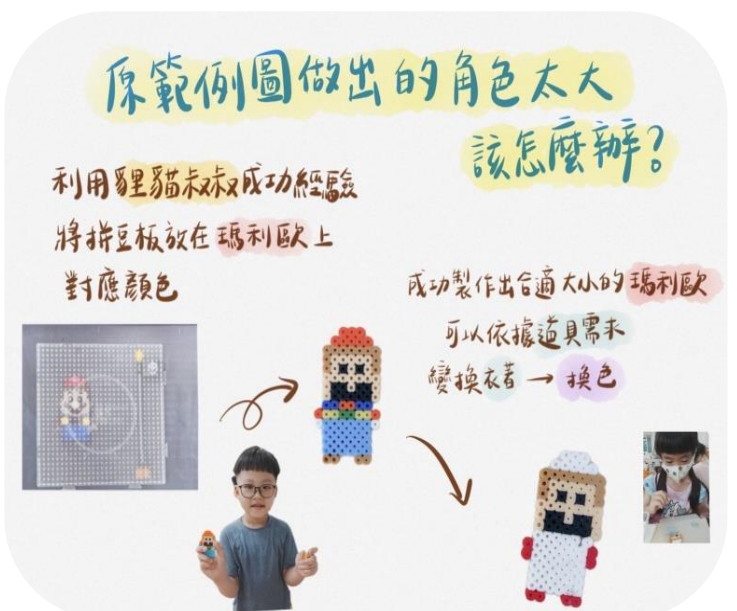 原範例圖做出的角色太大
該怎麼辦？
利用貍貓叔叔成功經驗
將拼豆板放在瑪利歐上
對應顏色
成功製作出合適大小的瑪利歐
可以依據道具需求
變換衣著 → 換色